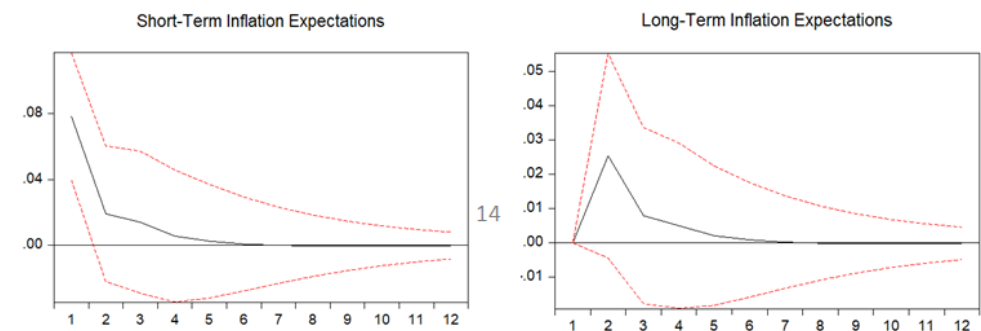 Short-Term Inflation Expectations
.08
.04
.00
1 2 3 4 5 6 7 8 9 10 11 12
14
Long-Term Inflation Expectations
.05
.04
.03
.02
.01
.00
-.01
1 2 3 4 5 6 7 8 9 10 11 12